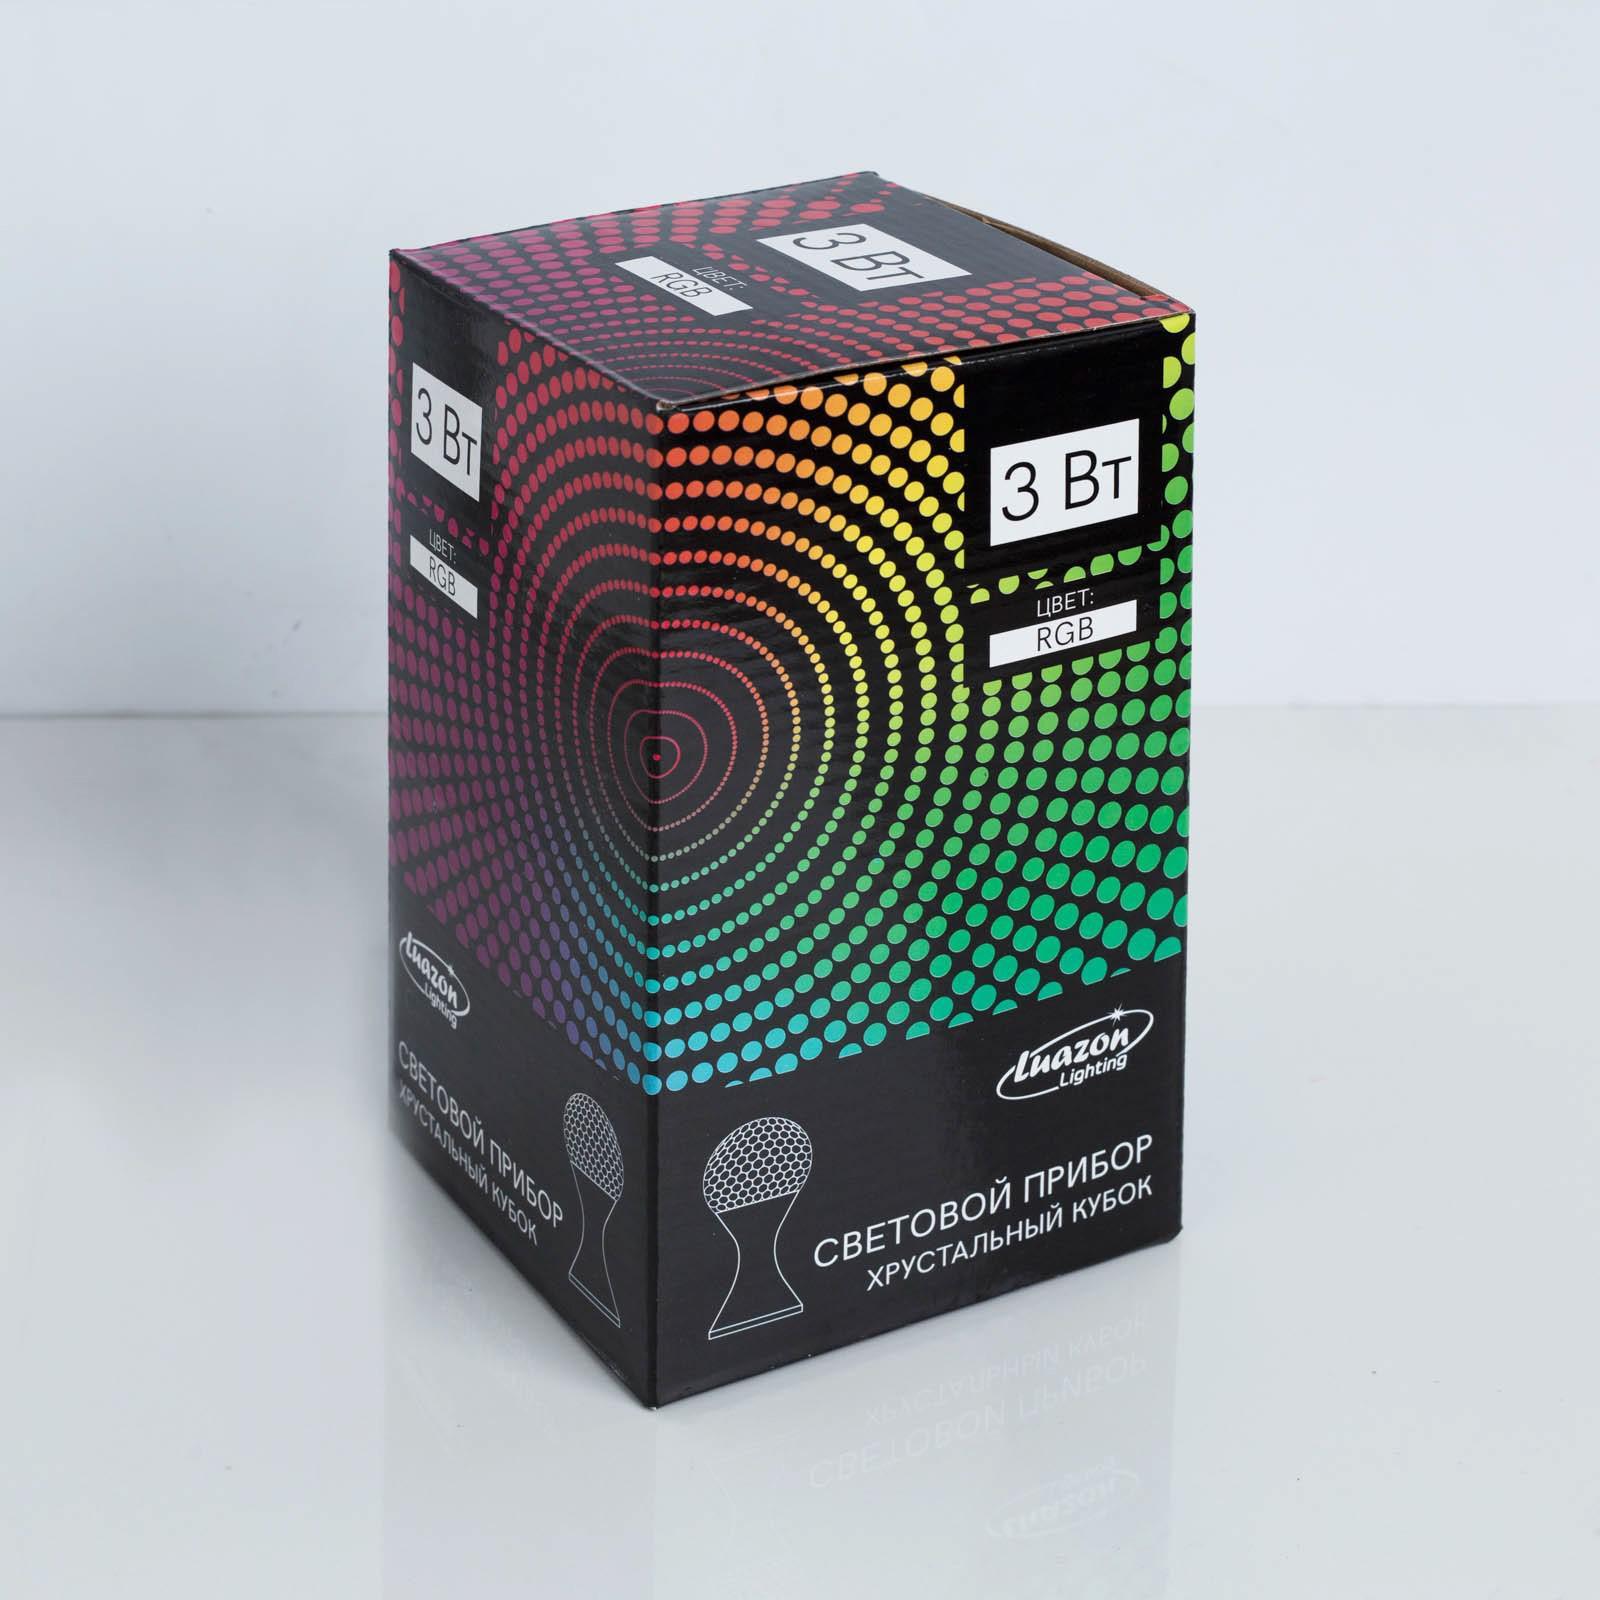 3 Вт
ЦВЕТ:
RGB
3 Вт
ЦВЕТ:
RGB
Luazon
Lighting
СВЕТОВОЙ ПРИБОР
ХРУСТАЛЬНЫЙ КУБОК
3 Вт
ЦВЕТ:
RGB
Luazon
Lighting
СВЕТОВОЙ ПРИБОР
ХРУСТАЛЬНЫЙ КУБОК